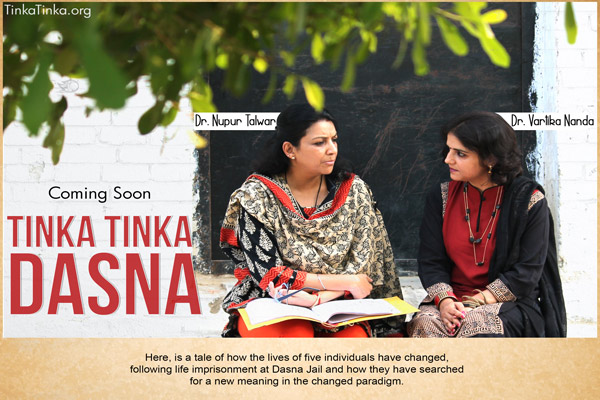 TinkaTinka.org
Dr. Nupur Talwar
Dr. Vartika Nanda
Coming Soon
TINKA TINKA
DASNA
Here, is a tale of how the lives of five individuals have changed,
following life imprisonment at Dasna Jail and how they have searched
for a new meaning in the changed paradigm.